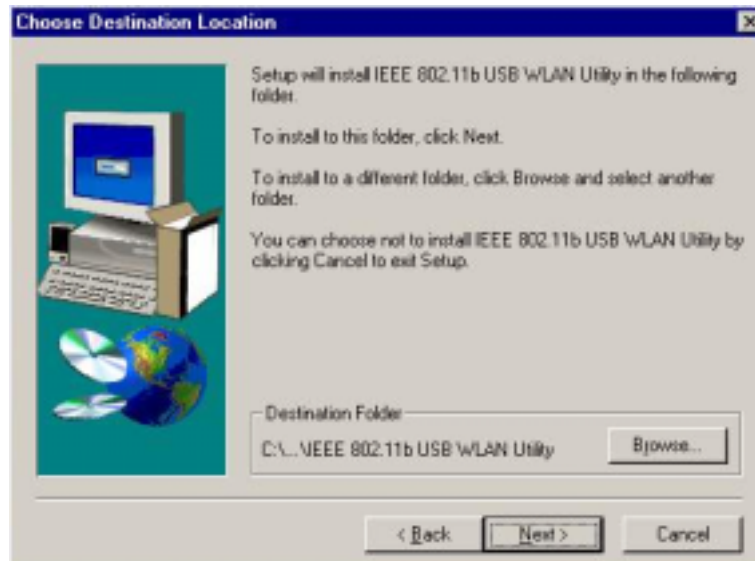 Choose Destination Location
Setup will install IEEE 802.11b USB WLAN Utility in the following
folder.
To install to this folder, click Next.
To install to a different folder, click Browse and select another
folder.
You can choose not to install IEEE 802.11b USB WLAN Utility by
clicking Cancel to exit Setup.
Destination Folder
C:\...\IEEE 802.11b USB WLAN Utility
Browse...
< Back
Next >
Cancel